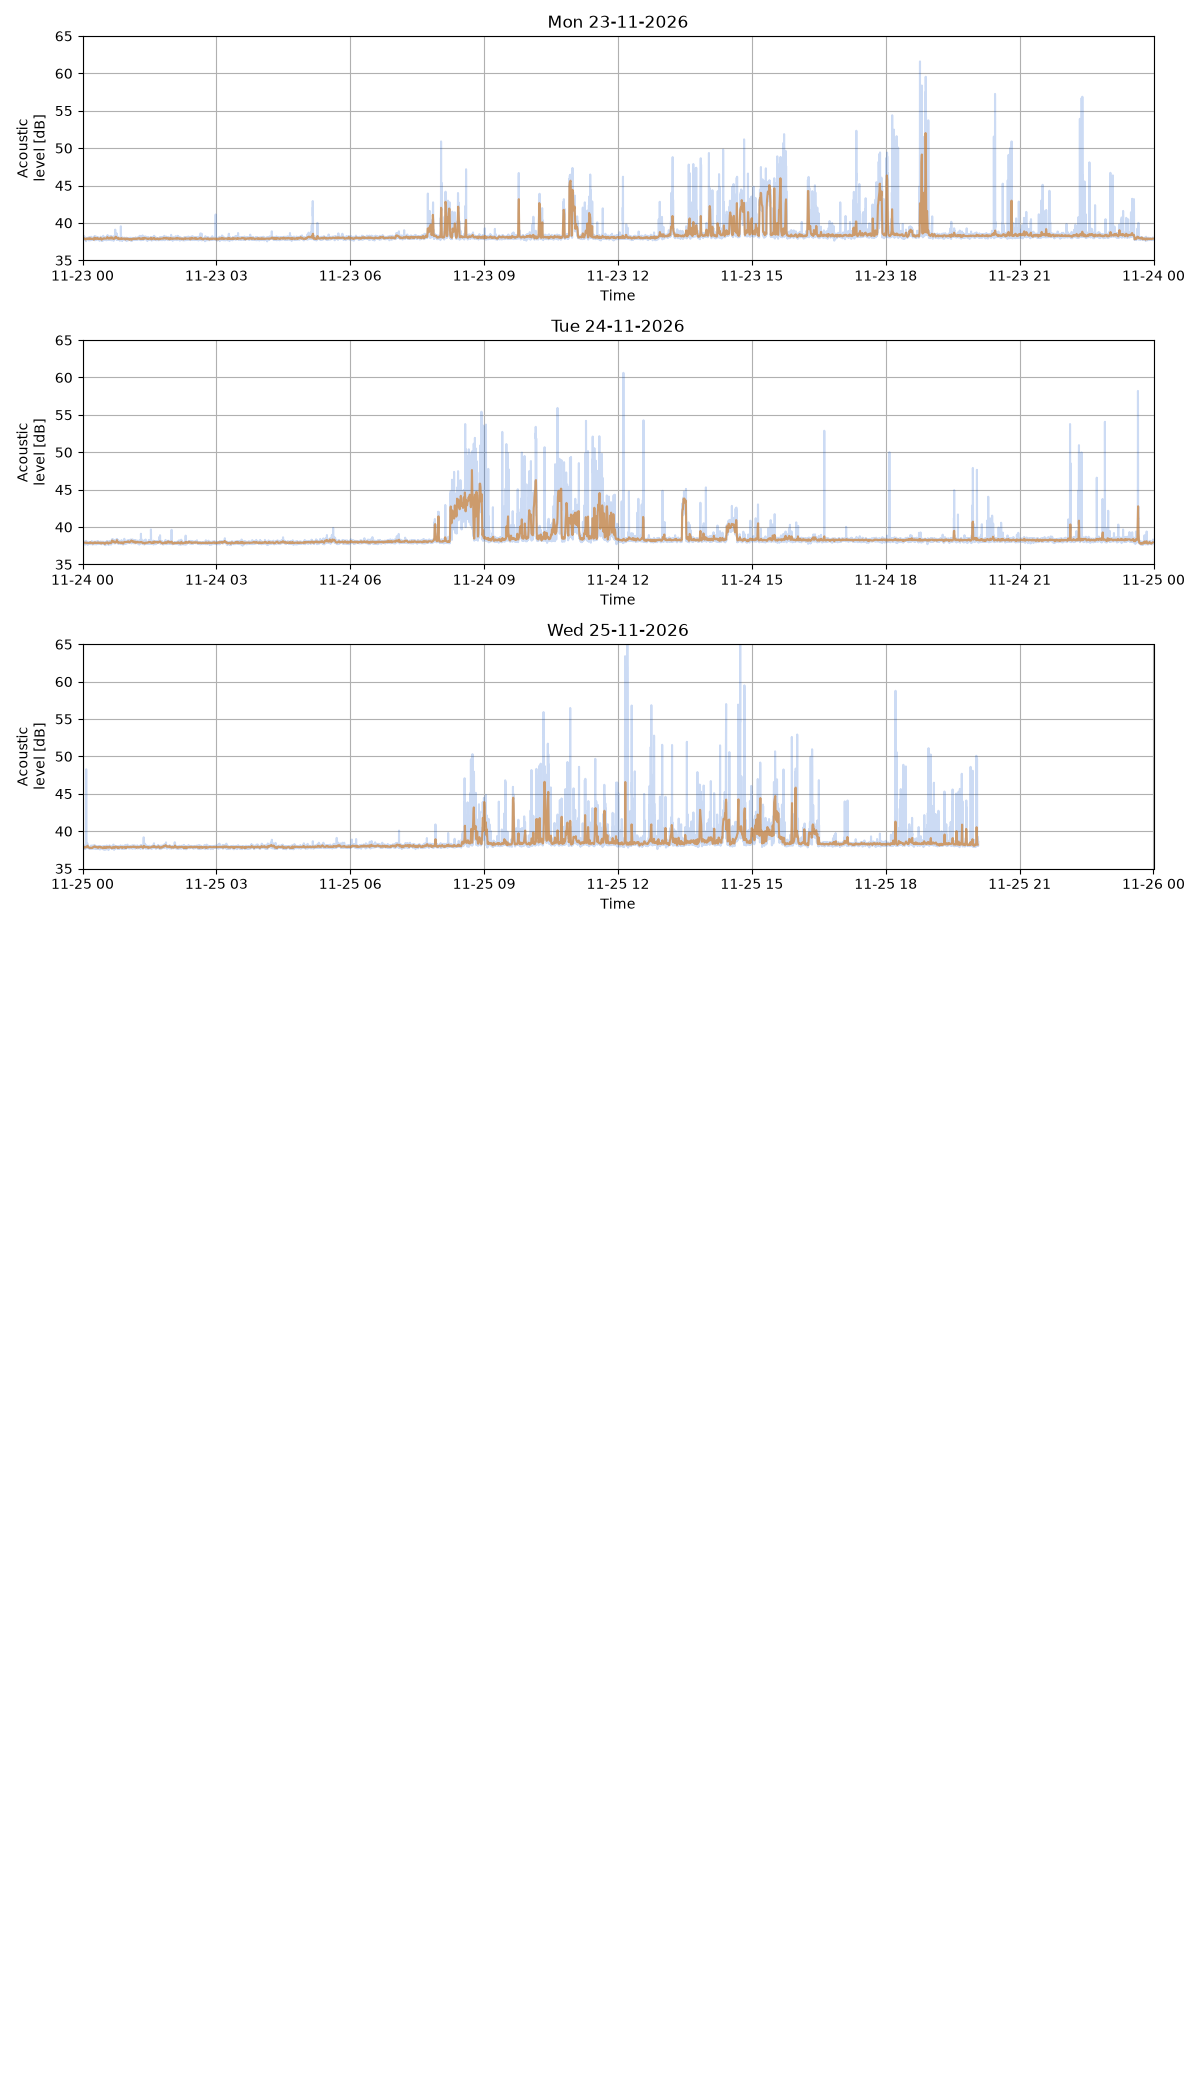 Mon 23-11-2026
65
60
55
50
45
40
35
Acoustic
level [dB]
11-23 00 11-23 03 11-23 06 11-23 09 11-23 12 11-23 15 11-23 18 11-23 21 11-24 00
Time
Tue 24-11-2026
65
60
55
50
45
40
35
Acoustic
level [dB]
11-24 00 11-24 03 11-24 06 11-24 09 11-24 12 11-24 15 11-24 18 11-24 21 11-25 00
Time
Wed 25-11-2026
65
60
55
50
45
40
35
Acoustic
level [dB]
11-25 00 11-25 03 11-25 06 11-25 09 11-25 12 11-25 15 11-25 18 11-25 21 11-26 00
Time